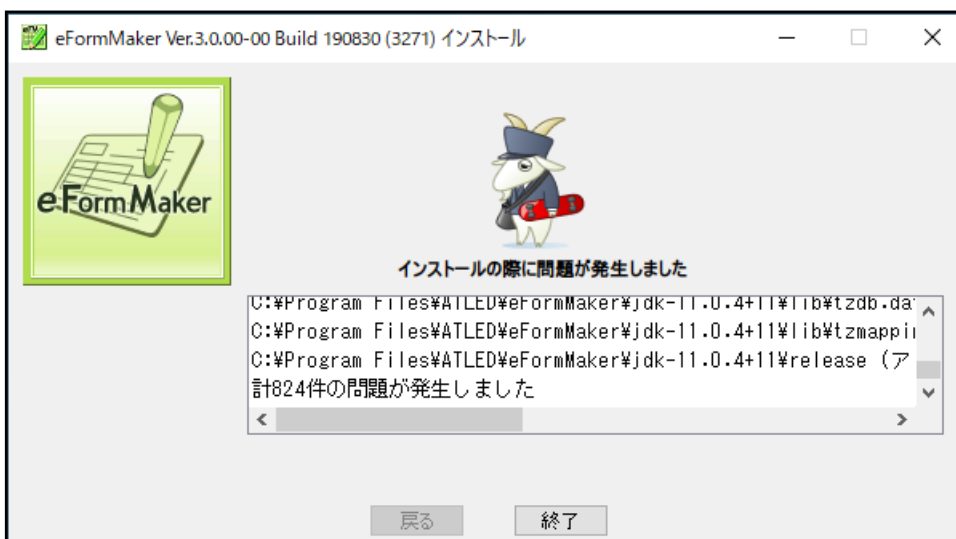 eFormMaker Ver.3.0.00-00 Build 190830 (3271) インストール
eFormMaker
インストールの際に問題が発生しました
C:¥Program Files¥ATLED¥eFormMaker¥jdk-11.0.4+11¥lib¥tzdb.da
C:¥Program Files¥ATLED¥eFormMaker¥jdk-11.0.4+11¥lib¥tzmappi
C:¥Program Files¥ATLED¥eFormMaker¥jdk-11.0.4+11¥release (ア
計824件の問題が発生しました
戻る
終了